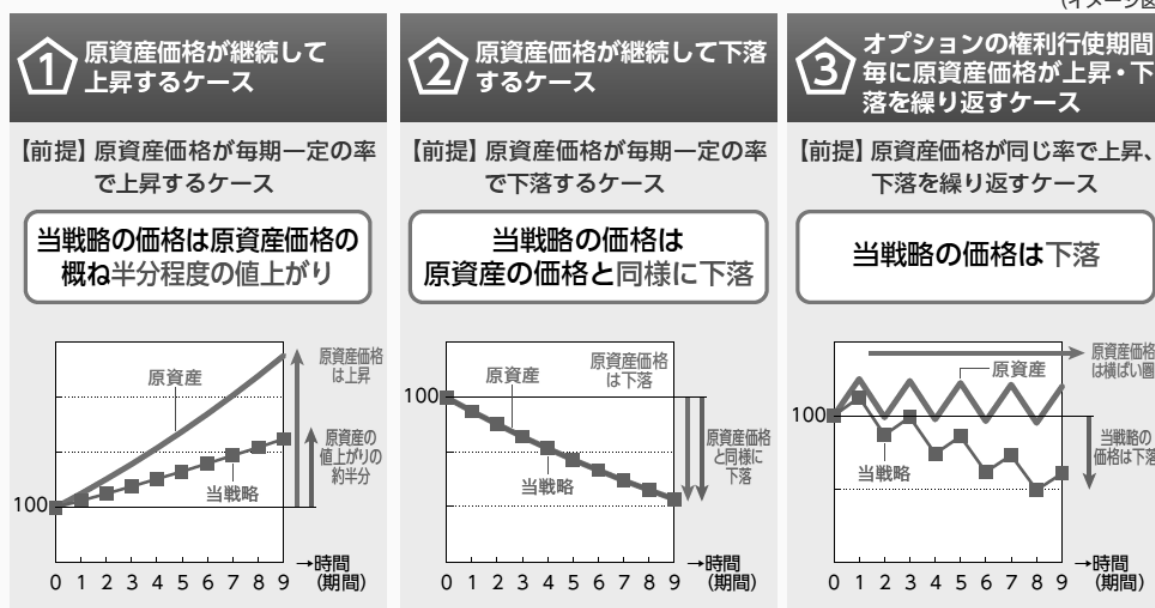 (イメージ図
1 原資産価格が継続して
上昇するケース
【前提】原資産価格が毎期一定の率
で上昇するケース
当戦略の価格は原資産価格の
概ね半分程度の値上がり
原資産
当戦略
原資産価格
は上昇
原資産の
値上がりの
約半分
100
0 1 2 3 4 5 6 7 8 9
→時間
(期間)
2 原資産価格が継続して下落
するケース
【前提】原資産価格が毎期一定の率
で下落するケース
当戦略の価格は
原資産の価格と同様に下落
原資産
原資産価格
は下落
100
当戦略
原資産価格
と同様に
下落
0 1 2 3 4 5 6 7 8 9
→時間
(期間)
3 オプションの権利行使期間
毎に原資産価格が上昇・下
落を繰り返すケース
【前提】原資産価格が同じ率で上昇、
下落を繰り返すケース
当戦略の価格は下落
原資産価格
は横ばい圏
原資産
100
当戦略
当戦略の
価格は下落
0 1 2 3 4 5 6 7 8 9
→時間
(期間)